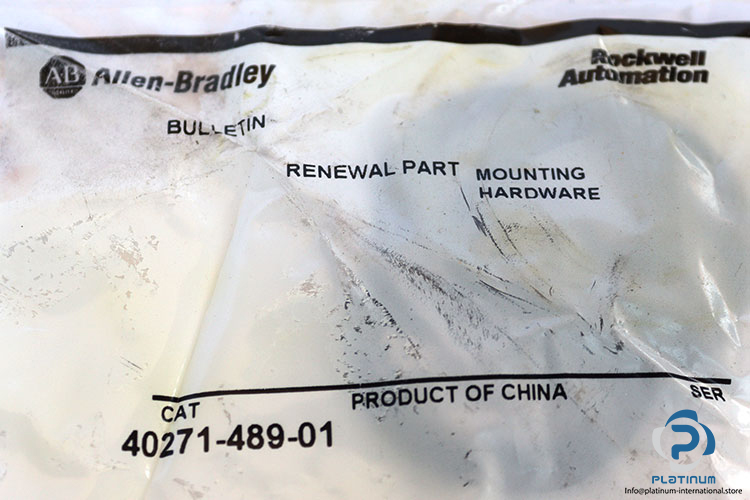 AB Allen-Bradley
Rockwell
Automation
BULLETIN
RENEWAL PART
MOUNTING
HARDWARE
CAT
PRODUCT OF CHINA
SER
40271-489-01
PLATINUM
Info@platinum-international.store